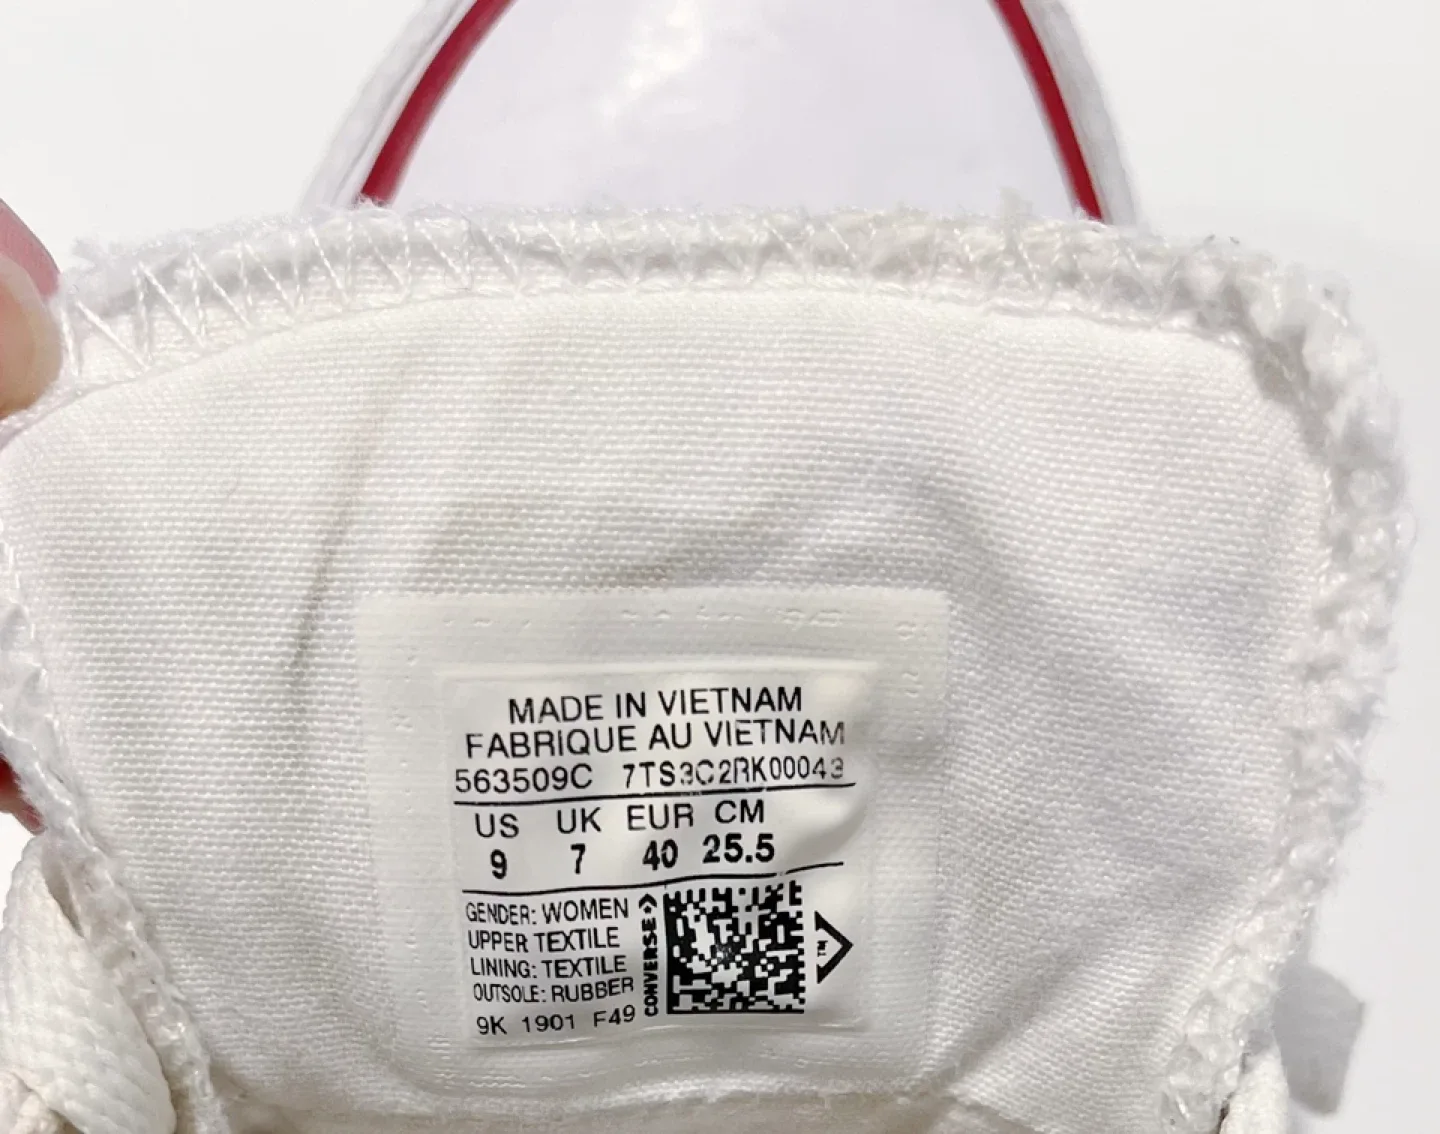 MADE IN VIETNAM
FABRIQUE AU VIETNAM
563509C 7TS3C2RK00043
US UK EUR CM
9 7 40 25.5
GENDER: WOMEN
UPPER TEXTILE
LINING: TEXTILE
OUTSOLE: RUBBER
9K 1901 F49
CONVERSE
TM